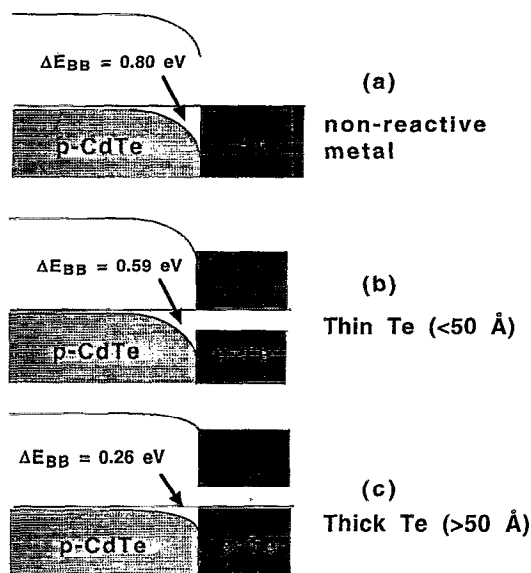 ΔE_BB = 0.80 eV
(a)
non-reactive
metal
p-CdTe
ΔE_BB = 0.59 eV
(b)
Thin Te (<50 Å)
p-CdTe
ΔE_BB = 0.26 eV
(c)
Thick Te (>50 Å)
p-CdTe